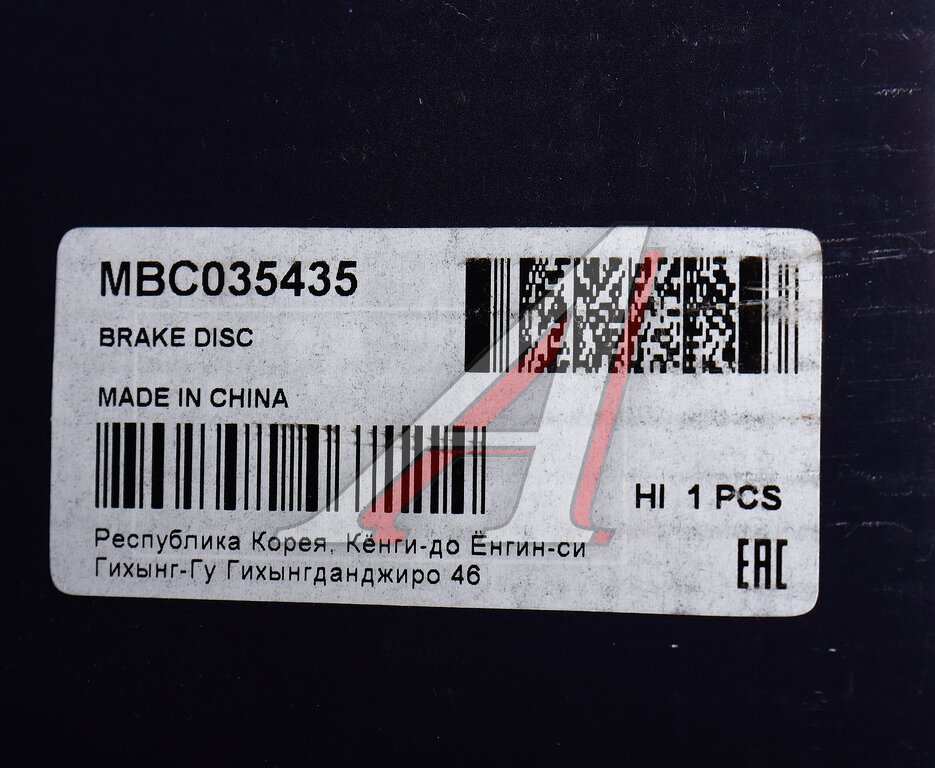 MBC035435
BRAKE DISC
MADE IN CHINA
HI 1 PCS
Республика Корея, Кёнги-до Ёнгин-си
Гихынг-Гу Гихынгданджиро 46
EAC